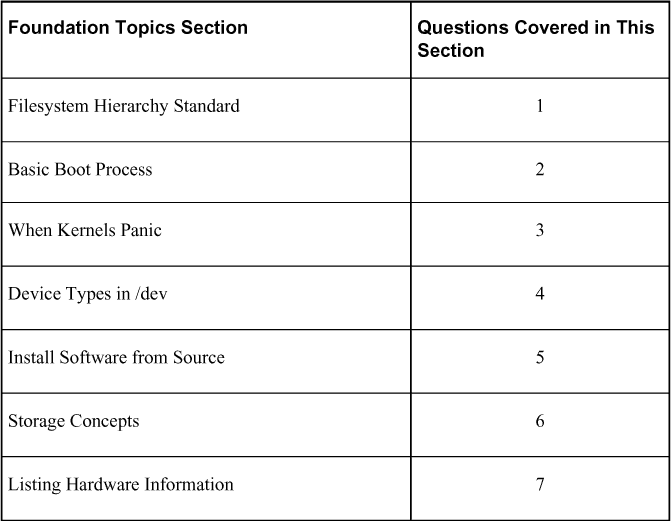 Foundation Topics Section
Questions Covered in This
Section
Filesystem Hierarchy Standard
1
Basic Boot Process
2
When Kernels Panic
3
Device Types in /dev
4
Install Software from Source
5
Storage Concepts
6
Listing Hardware Information
7